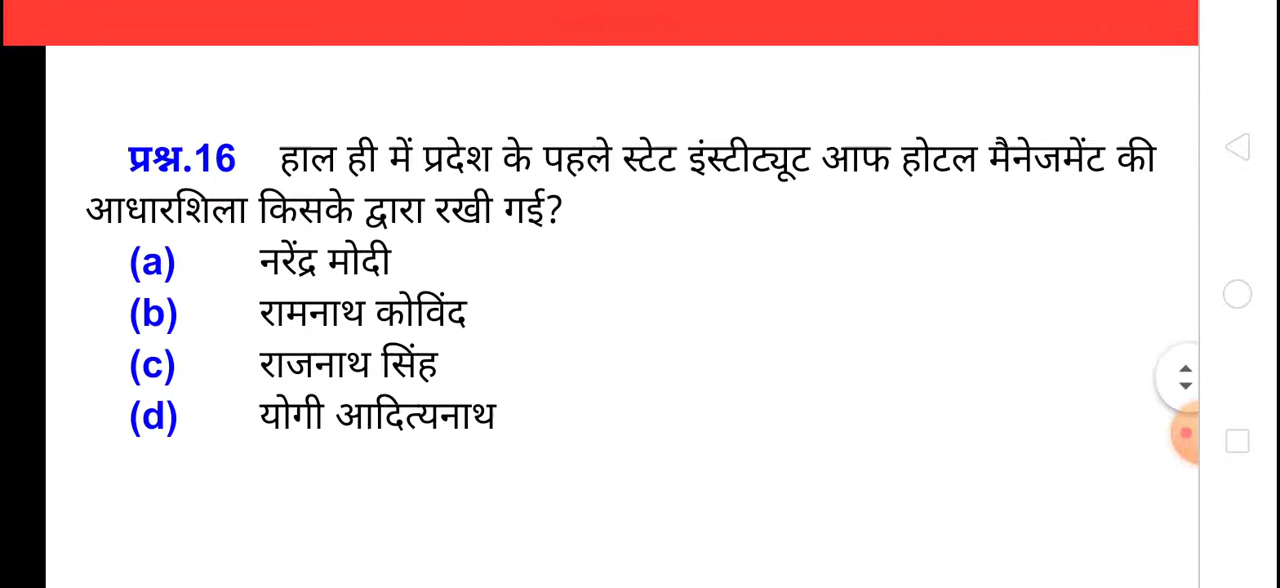 प्रश्न.16 हाल ही में प्रदेश के पहले स्टेट इंस्टीट्यूट आफ होटल मैनेजमेंट की
आधारशिला किसके द्वारा रखी गई?
(a) नरेंद्र मोदी
(b) रामनाथ कोविंद
(c) राजनाथ सिंह
(d) योगी आदित्यनाथ